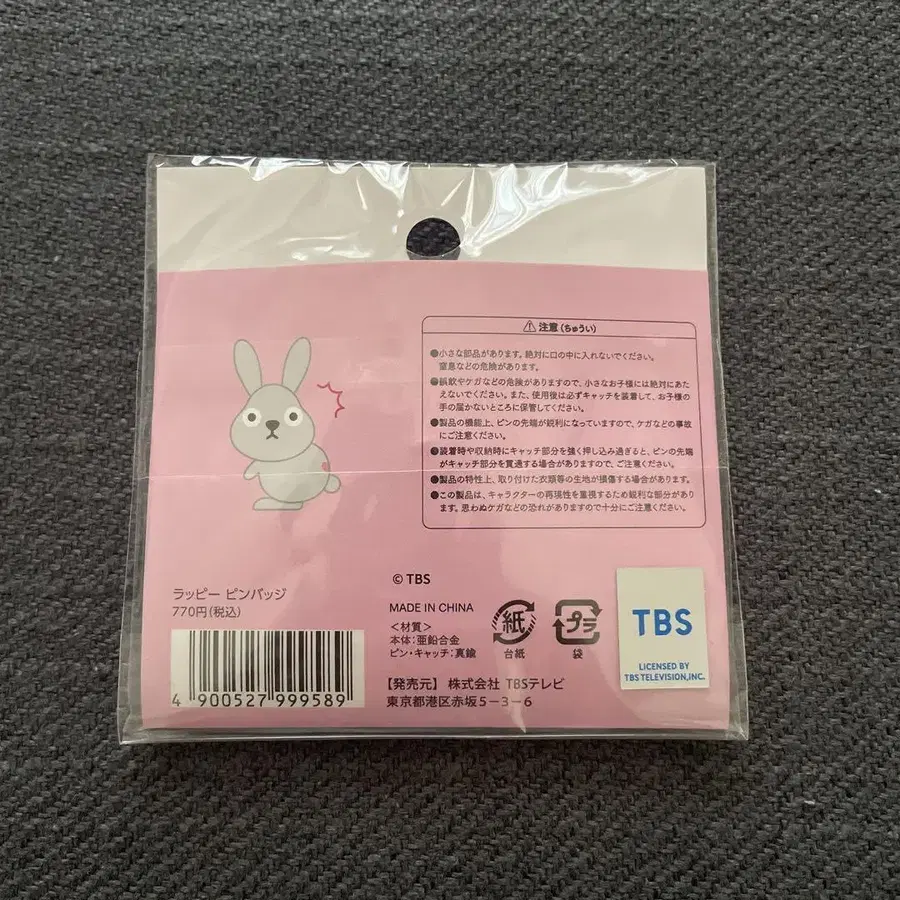 ⚠注意(ちゅうい)
●小さな部品があります。絶対に口の中に入れないでください。
窒息などの危険があります。
●誤飲やケガなどの危険がありますので、小さなお子様には絶対にあた
えないでください。また、使用後は必ずキャッチを装着して、お子様の
手の届かないところに保管してください。
●製品の機能上、ピンの先端が鋭利になっていますので、ケガなどの事故
にご注意ください。
●装着時や収納時にキャッチ部分を強く押し込み過ぎると、ピンの先端
がキャッチ部分を貫通する場合がありますので、ご注意ください。
●製品の特性上、取り付けた衣類等の生地が損傷する場合があります。
●この製品は、キャラクターの再現性を重視するため鋭利な部分があり
ます。思わぬケガなどの恐れがありますので十分にご注意ください。
© TBS
ラッピー ピンバッジ
770円(税込)
4 900527 999589
MADE IN CHINA
<材質>
本体:亜鉛合金
ピン・キャッチ:真鍮
紙
台紙
プラ
袋
【発売元】 株式会社 TBSテレビ
東京都港区赤坂5-3-6
TBS
LICENSED BY
TBS TELEVISION,INC.